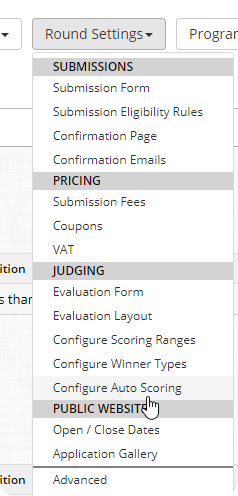 Round Settings
Progran
SUBMISSIONS
Submission Form
Submission Eligibility Rules
Confirmation Page
Confirmation Emails
PRICING
Submission Fees
Coupons
VAT
JUDGING
ition
Evaluation Form
s than
Evaluation Layout
Configure Scoring Ranges
Configure Winner Types
Configure Auto Scoring
PUBLIC WEBSITE
Open / Close Dates
Application Gallery
ition
Advanced